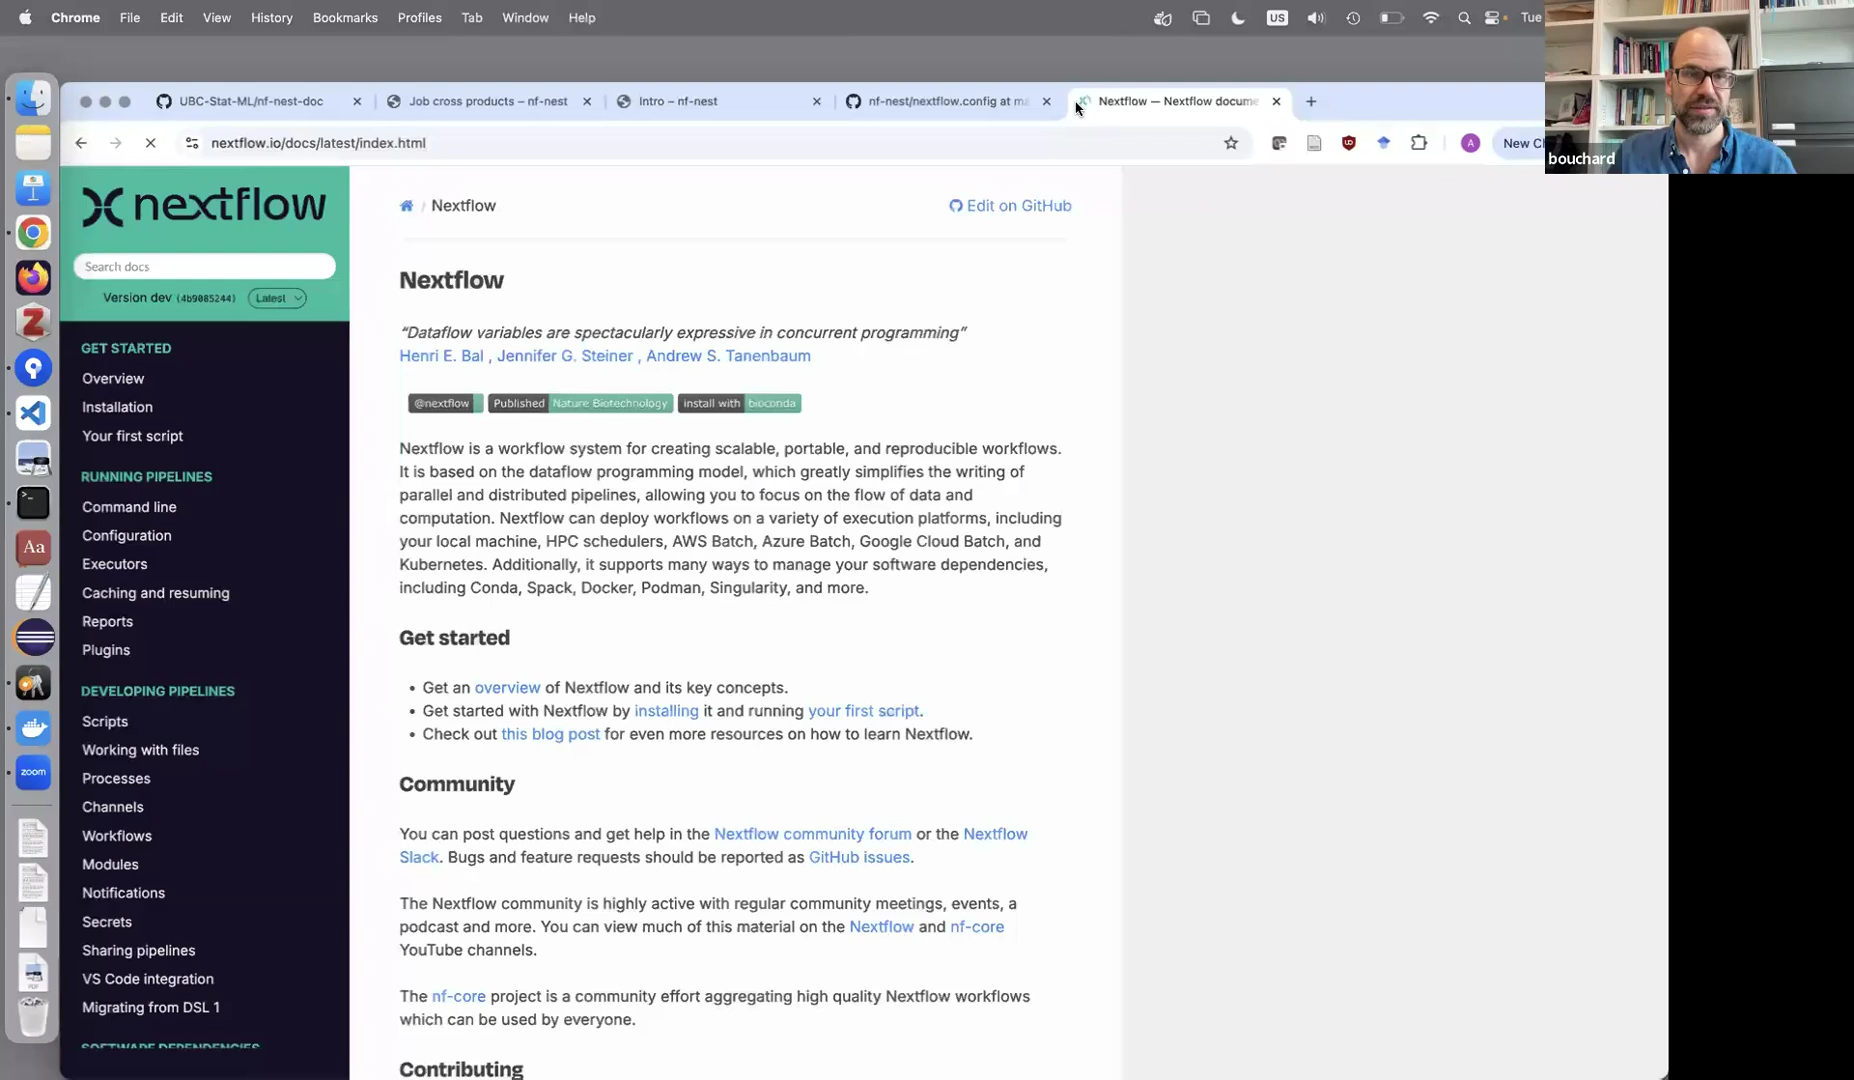 Chrome File Edit View History Bookmarks Profiles Tab Window Help US Tue
UBC-Stat-ML/nf-nest-doc Job cross products – nf-nest Intro – nf-nest nf-nest/nextflow.config at ma Nextflow — Nextflow docume
nextflow.io/docs/latest/index.html New Ch
bouchard
nextflow
Search docs
Version dev (4b9085244) Latest
GET STARTED
Overview
Installation
Your first script
RUNNING PIPELINES
Command line
Configuration
Executors
Caching and resuming
Reports
Plugins
DEVELOPING PIPELINES
Scripts
Working with files
Processes
Channels
Workflows
Modules
Notifications
Secrets
Sharing pipelines
VS Code integration
Migrating from DSL 1
SOFTWARE DEPENDENCIES
/ Nextflow Edit on GitHub
Nextflow
“Dataflow variables are spectacularly expressive in concurrent programming”
Henri E. Bal , Jennifer G. Steiner , Andrew S. Tanenbaum
@nextflow Published Nature Biotechnology install with bioconda
Nextflow is a workflow system for creating scalable, portable, and reproducible workflows.
It is based on the dataflow programming model, which greatly simplifies the writing of
parallel and distributed pipelines, allowing you to focus on the flow of data and
computation. Nextflow can deploy workflows on a variety of execution platforms, including
your local machine, HPC schedulers, AWS Batch, Azure Batch, Google Cloud Batch, and
Kubernetes. Additionally, it supports many ways to manage your software dependencies,
including Conda, Spack, Docker, Podman, Singularity, and more.
Get started
• Get an overview of Nextflow and its key concepts.
• Get started with Nextflow by installing it and running your first script.
• Check out this blog post for even more resources on how to learn Nextflow.
Community
You can post questions and get help in the Nextflow community forum or the Nextflow
Slack. Bugs and feature requests should be reported as GitHub issues.
The Nextflow community is highly active with regular community meetings, events, a
podcast and more. You can view much of this material on the Nextflow and nf-core
YouTube channels.
The nf-core project is a community effort aggregating high quality Nextflow workflows
which can be used by everyone.
Contributing
Aa
zoom